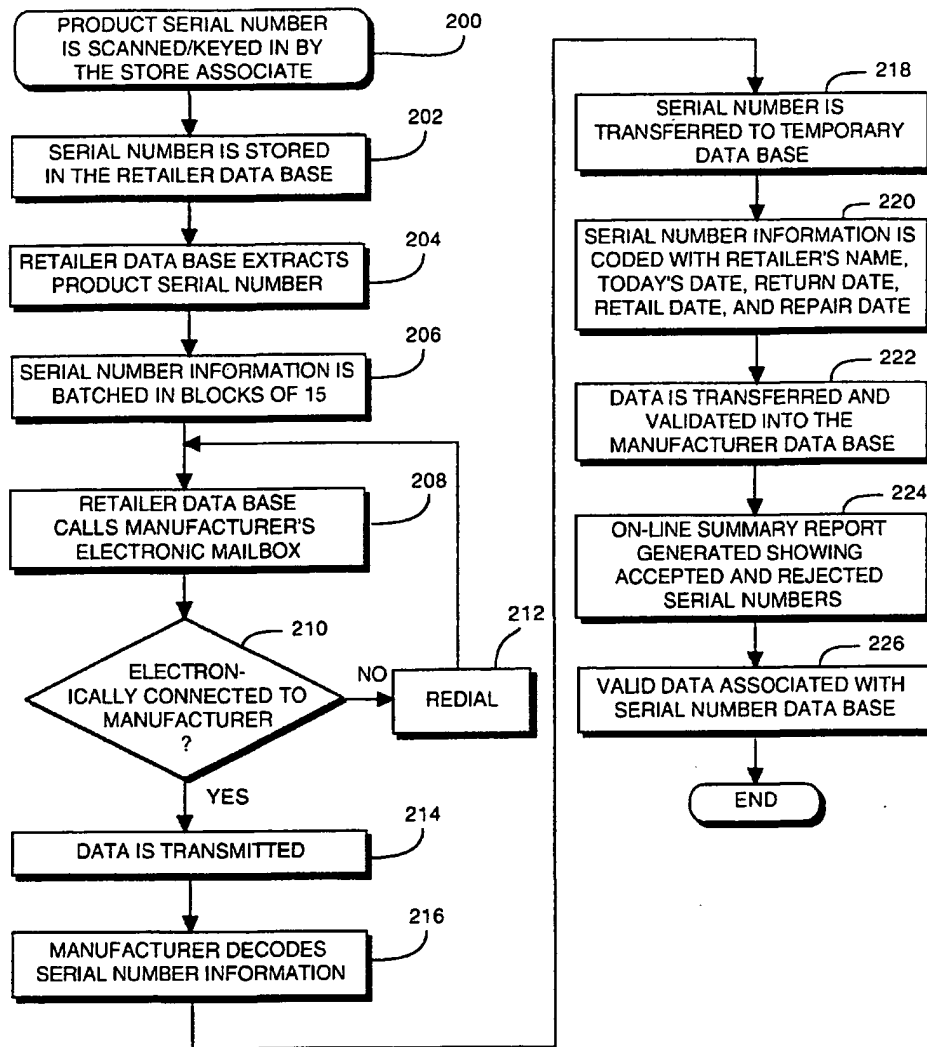 PRODUCT SERIAL NUMBER
IS SCANNED/KEYED IN BY
THE STORE ASSOCIATE
200
SERIAL NUMBER IS STORED
IN THE RETAILER DATA BASE
202
RETAILER DATA BASE EXTRACTS
PRODUCT SERIAL NUMBER
204
SERIAL NUMBER INFORMATION IS
BATCHED IN BLOCKS OF 15
206
RETAILER DATA BASE
CALLS MANUFACTURER'S
ELECTRONIC MAILBOX
208
ELECTRON-
ICALLY CONNECTED TO
MANUFACTURER
?
210
NO
REDIAL
212
YES
DATA IS TRANSMITTED
214
MANUFACTURER DECODES
SERIAL NUMBER INFORMATION
216
SERIAL NUMBER IS
TRANSFERRED TO TEMPORARY
DATA BASE
218
SERIAL NUMBER INFORMATION IS
CODED WITH RETAILER'S NAME,
TODAY'S DATE, RETURN DATE,
RETAIL DATE, AND REPAIR DATE
220
DATA IS TRANSFERRED AND
VALIDATED INTO THE
MANUFACTURER DATA BASE
222
ON-LINE SUMMARY REPORT
GENERATED SHOWING
ACCEPTED AND REJECTED
SERIAL NUMBERS
224
VALID DATA ASSOCIATED WITH
SERIAL NUMBER DATA BASE
226
END